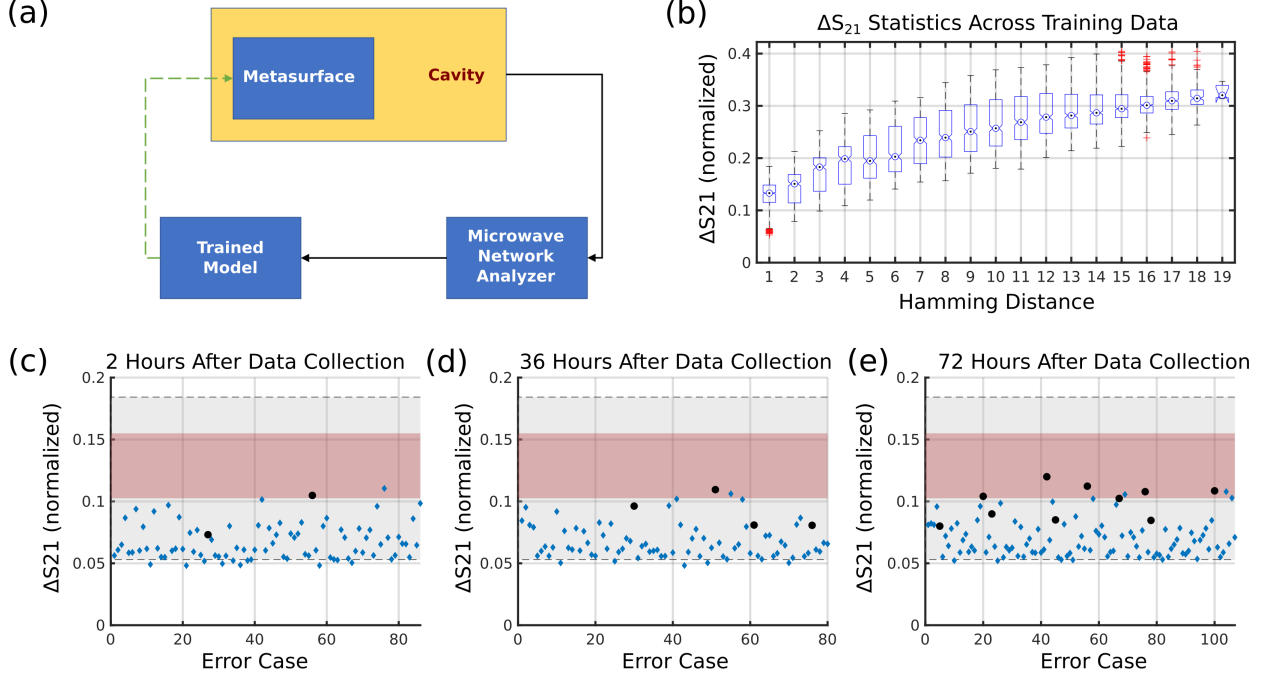 (a)
Metasurface
Cavity
Trained
Model
Microwave
Network
Analyzer
(b)
ΔS21 Statistics Across Training Data
ΔS21 (normalized)
0.4
0.3
0.2
0.1
0
1 2 3 4 5 6 7 8 9 10 11 12 13 14 15 16 17 18 19
Hamming Distance
(c)
2 Hours After Data Collection
ΔS21 (normalized)
0.2
0.15
0.1
0.05
0
0 20 40 60 80
Error Case
(d)
36 Hours After Data Collection
ΔS21 (normalized)
0.2
0.15
0.1
0.05
0
0 20 40 60 80
Error Case
(e)
72 Hours After Data Collection
ΔS21 (normalized)
0.2
0.15
0.1
0.05
0
0 20 40 60 80 100
Error Case